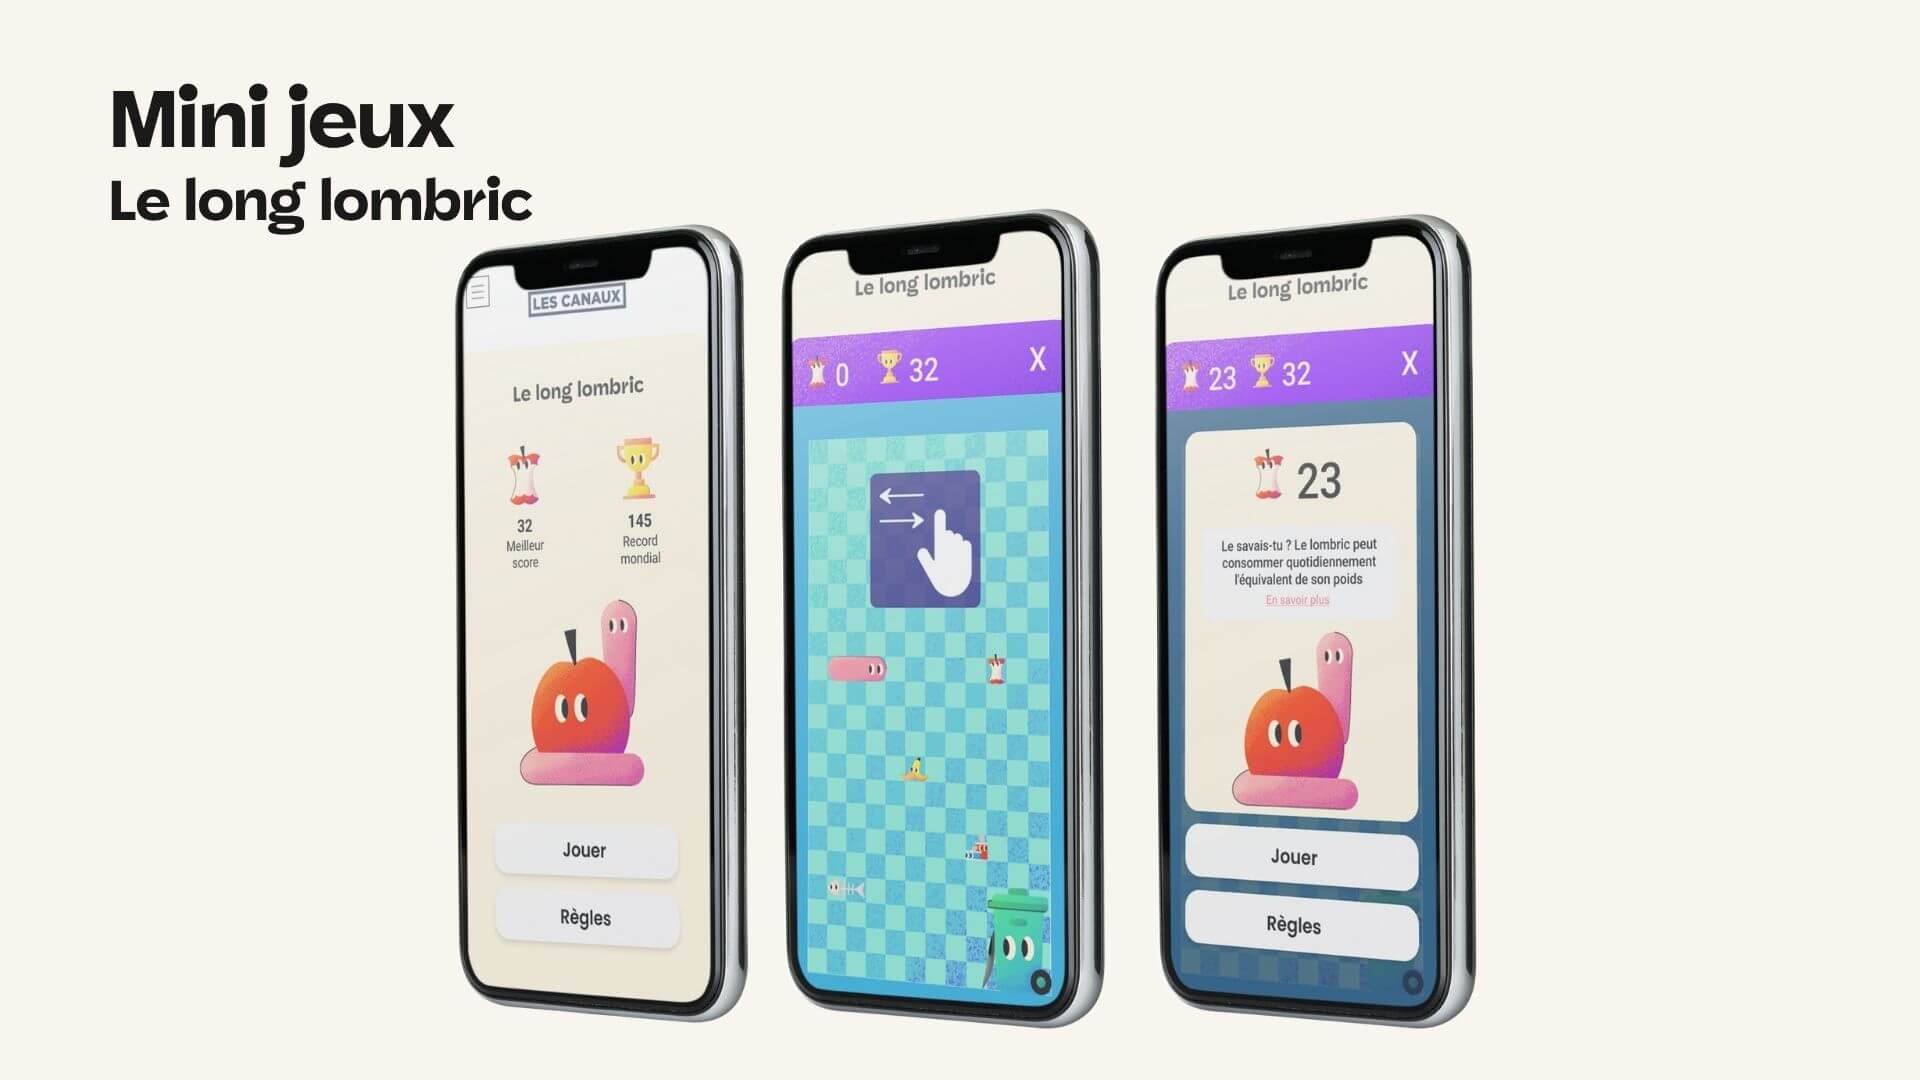 Mini jeux
Le long lombric
LES CANAUX
Le long lombric
32
Meilleur
score
145
Record
mondial
Jouer
Règles
Le long lombric
0 32 X
Le long lombric
23 32 X
23
Le savais-tu ? Le lombric peut
consommer quotidiennement
l'équivalent de son poids
En savoir plus
Jouer
Règles